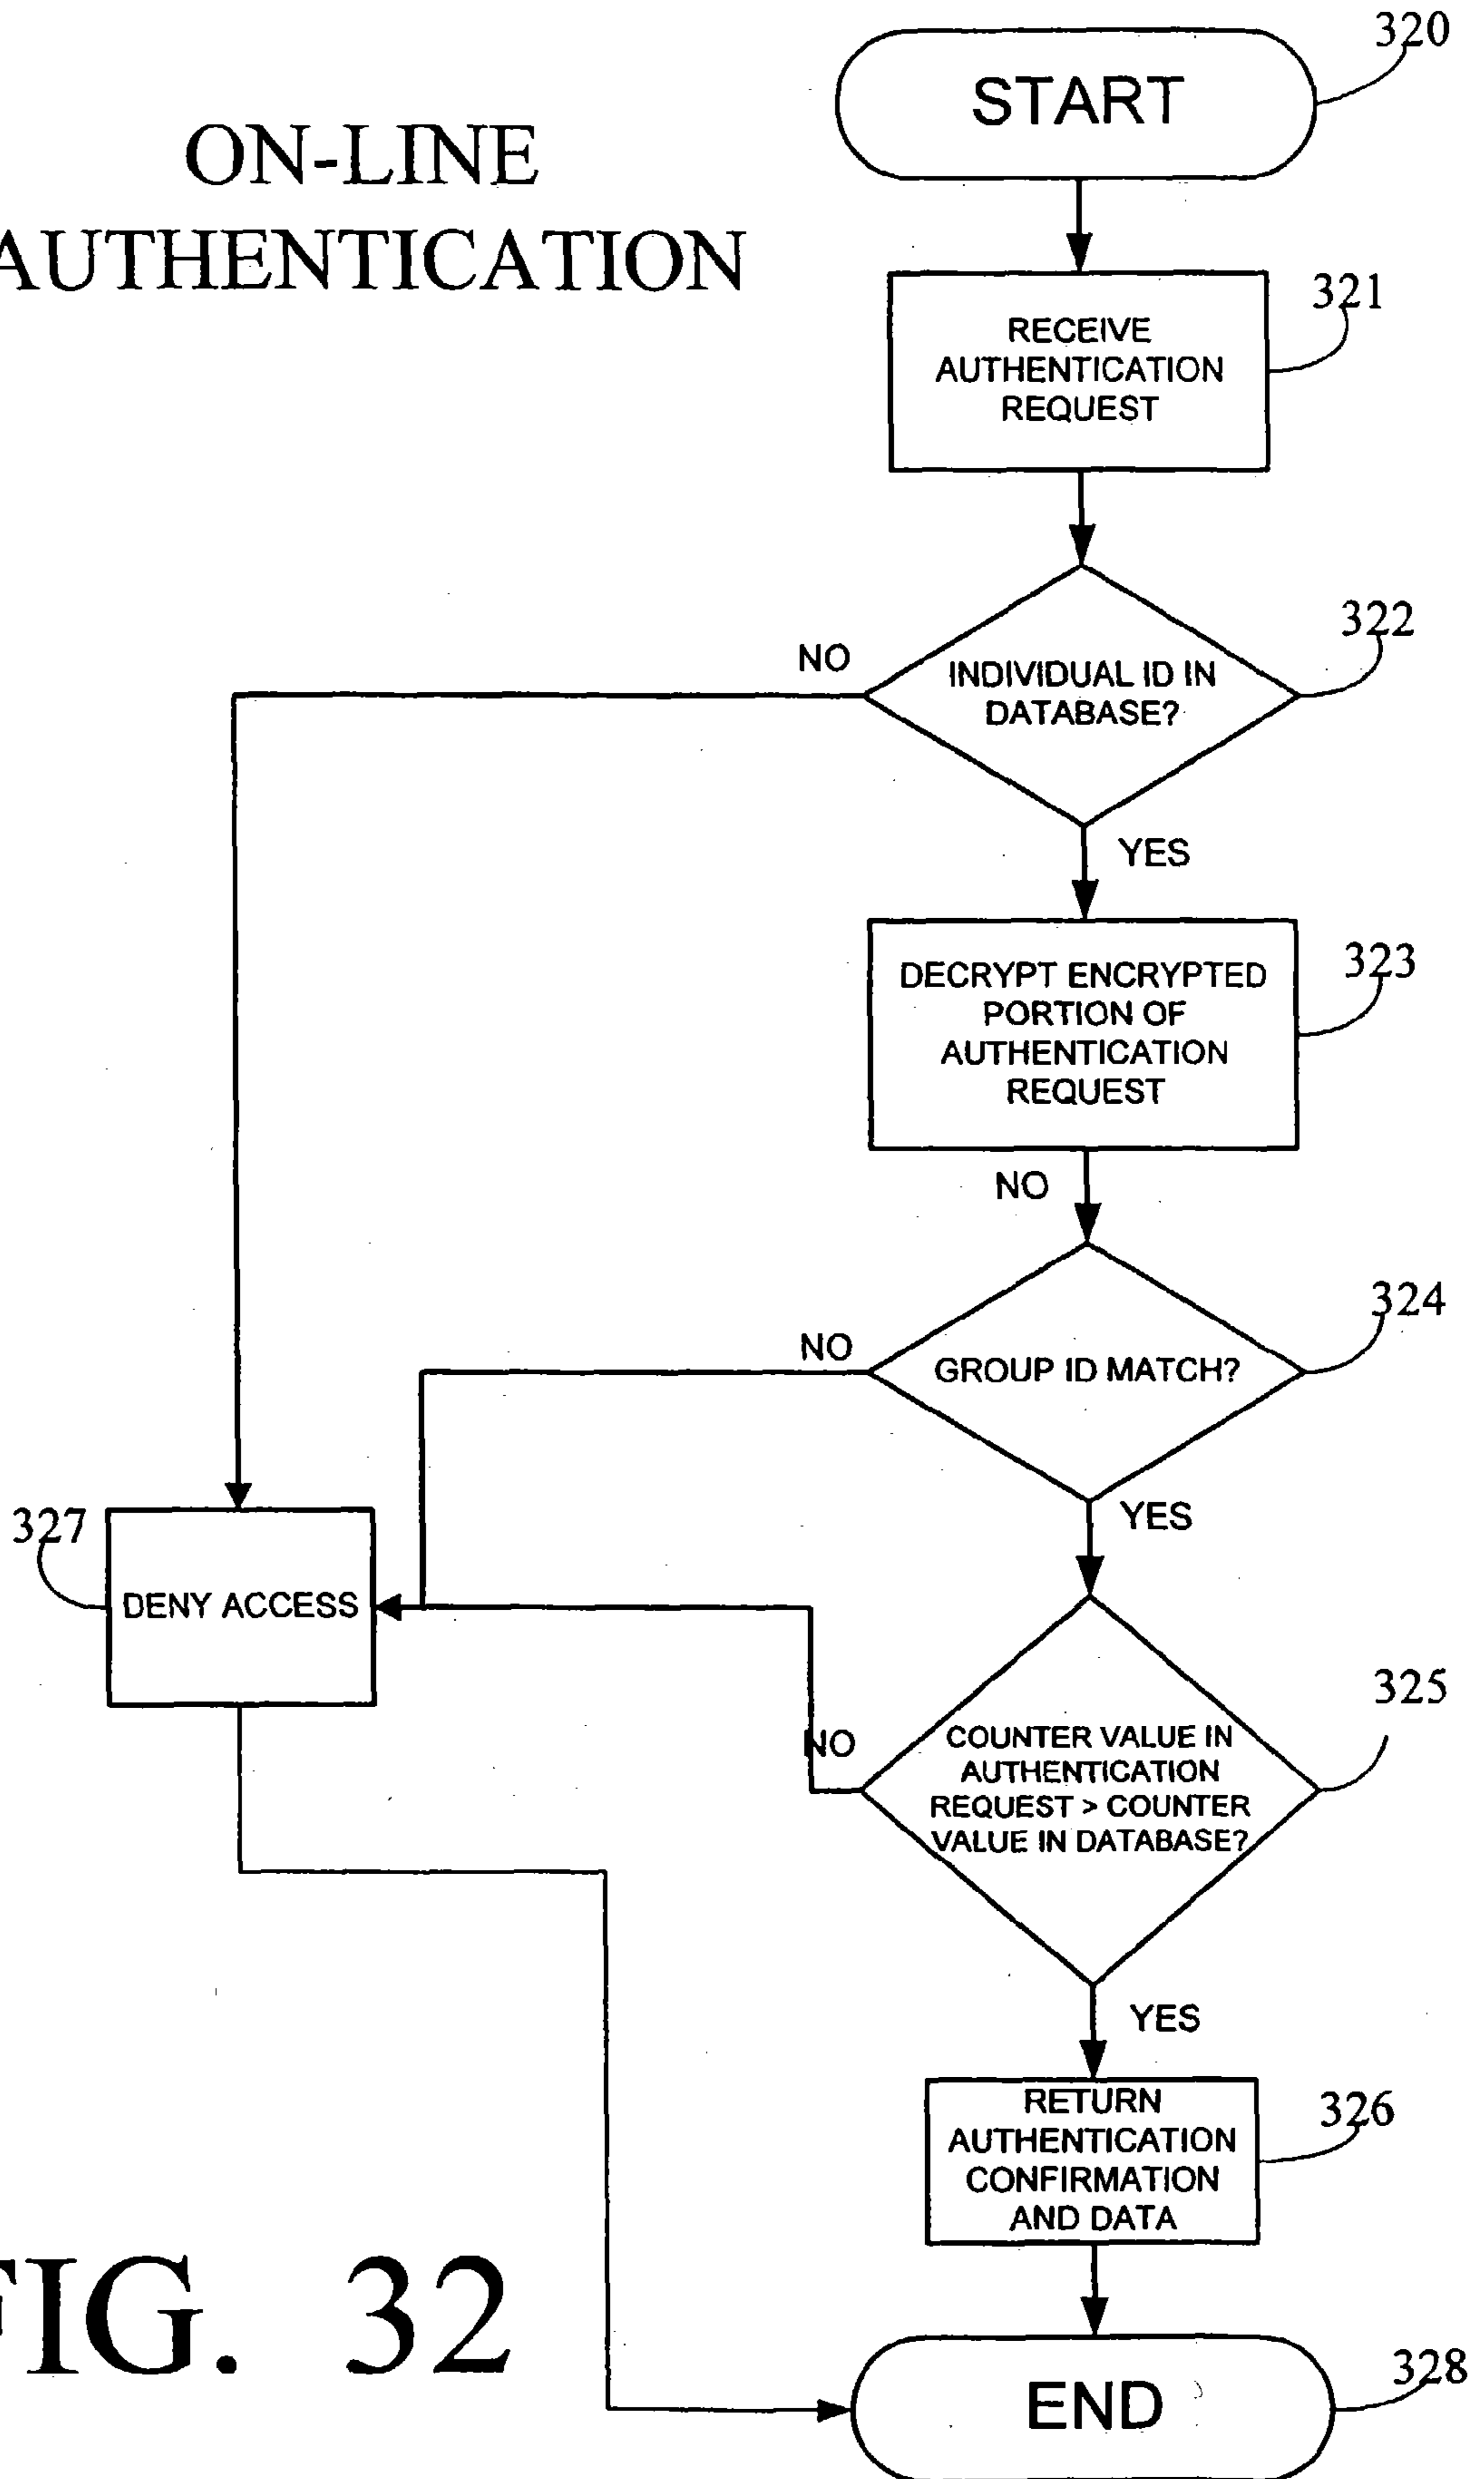 320
START
ON-LINE
AUTHENTICATION
321
RECEIVE
AUTHENTICATION
REQUEST
322
NO
INDIVIDUAL ID IN
DATABASE?
YES
323
DECRYPT ENCRYPTED
PORTION OF
AUTHENTICATION
REQUEST
NO
324
NO
GROUP ID MATCH?
YES
327
DENY ACCESS
325
NO
COUNTER VALUE IN
AUTHENTICATION
REQUEST > COUNTER
VALUE IN DATABASE?
YES
326
RETURN
AUTHENTICATION
CONFIRMATION
AND DATA
FIG. 32
328
END